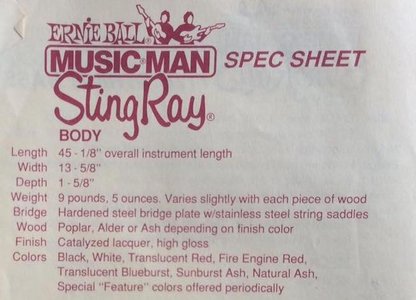 ERNIE BALL®
MUSIC MAN SPEC SHEET
StingRay®
BODY
Length 45 - 1/8" overall instrument length
Width 13 - 5/8"
Depth 1 - 5/8"
Weight 9 pounds, 5 ounces. Varies slightly with each piece of wood
Bridge Hardened steel bridge plate w/stainless steel string saddles
Wood Poplar, Alder or Ash depending on finish color
Finish Catalyzed lacquer, high gloss
Colors Black, White, Translucent Red, Fire Engine Red,
Translucent Blueburst, Sunburst Ash, Natural Ash,
Special "Feature" colors offered periodically